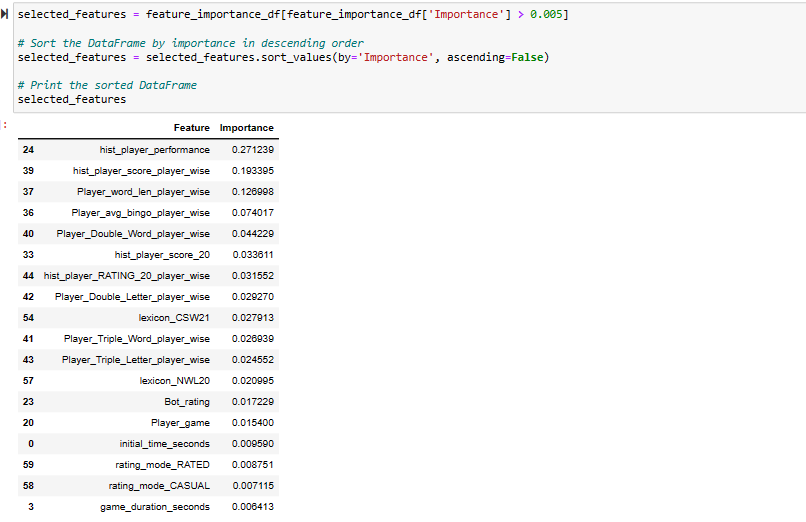 selected_features = feature_importance_df[feature_importance_df['Importance'] > 0.005]
# Sort the DataFrame by importance in descending order
selected_features = selected_features.sort_values(by='Importance', ascending=False)
# Print the sorted DataFrame
selected_features
:
Feature Importance
24 hist_player_performance 0.271239
39 hist_player_score_player_wise 0.193395
37 Player_word_len_player_wise 0.126998
36 Player_avg_bingo_player_wise 0.074017
40 Player_Double_Word_player_wise 0.044229
33 hist_player_score_20 0.033611
44 hist_player_RATING_20_player_wise 0.031552
42 Player_Double_Letter_player_wise 0.029270
54 lexicon_CSW21 0.027913
41 Player_Triple_Word_player_wise 0.026939
43 Player_Triple_Letter_player_wise 0.024552
57 lexicon_NWL20 0.020995
23 Bot_rating 0.017229
20 Player_game 0.015400
0 initial_time_seconds 0.009590
59 rating_mode_RATED 0.008751
58 rating_mode_CASUAL 0.007115
3 game_duration_seconds 0.006413